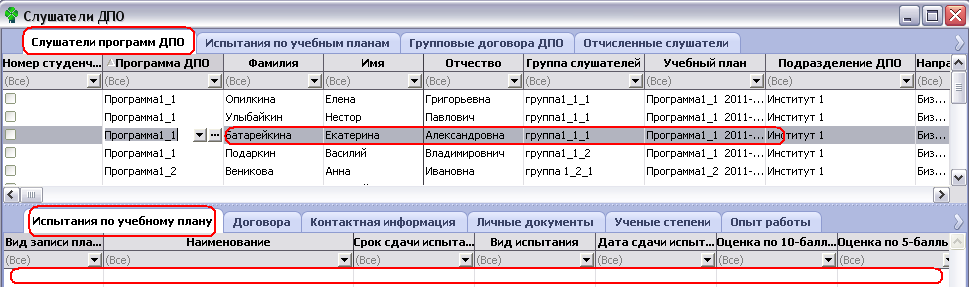 Слушатели ДПО
Слушатели программ ДПО Испытания по учебным планам Групповые договора ДПО Отчисленные слушатели
Номер студенч... Программа ДПО Фамилия Имя Отчество Группа слушателей Учебный план Подразделение ДПО Напра
(Все) (Все) (Все) (Все) (Все) (Все) (Все) (Все) (Все)
Программа1_1 Опилкина Елена Григорьевна группа1_1_1 Программа1_1 2011-... Институт 1 Биз...
Программа1_1 Улыбайкин Нестор Павлович группа1_1_1 Программа1_1 2011-... Институт 1 Биз...
Программа1_1 ... Батарейкина Екатерина Александровна группа1_1_1 Программа1_1 2011-... Институт 1 Биз...
Программа1_1 Подаркин Василий Владимировнич группа1_1_2 Программа1_1 2011-... Институт 1 Биз...
Программа1_2 Веникова Анна Ивановна группа 1_2_1 Программа1_2 2011-... Институт 1 Биз...
Испытания по учебному плану Договора Контактная информация Личные документы Ученые степени Опыт работы
Вид записи пла... Наименование Срок сдачи испыта... Вид испытания Дата сдачи испыт... Оценка по 10-балл... Оценка по 5-баллы
(Все) (Все) (Все) (Все) (Все) (Все) (Все)